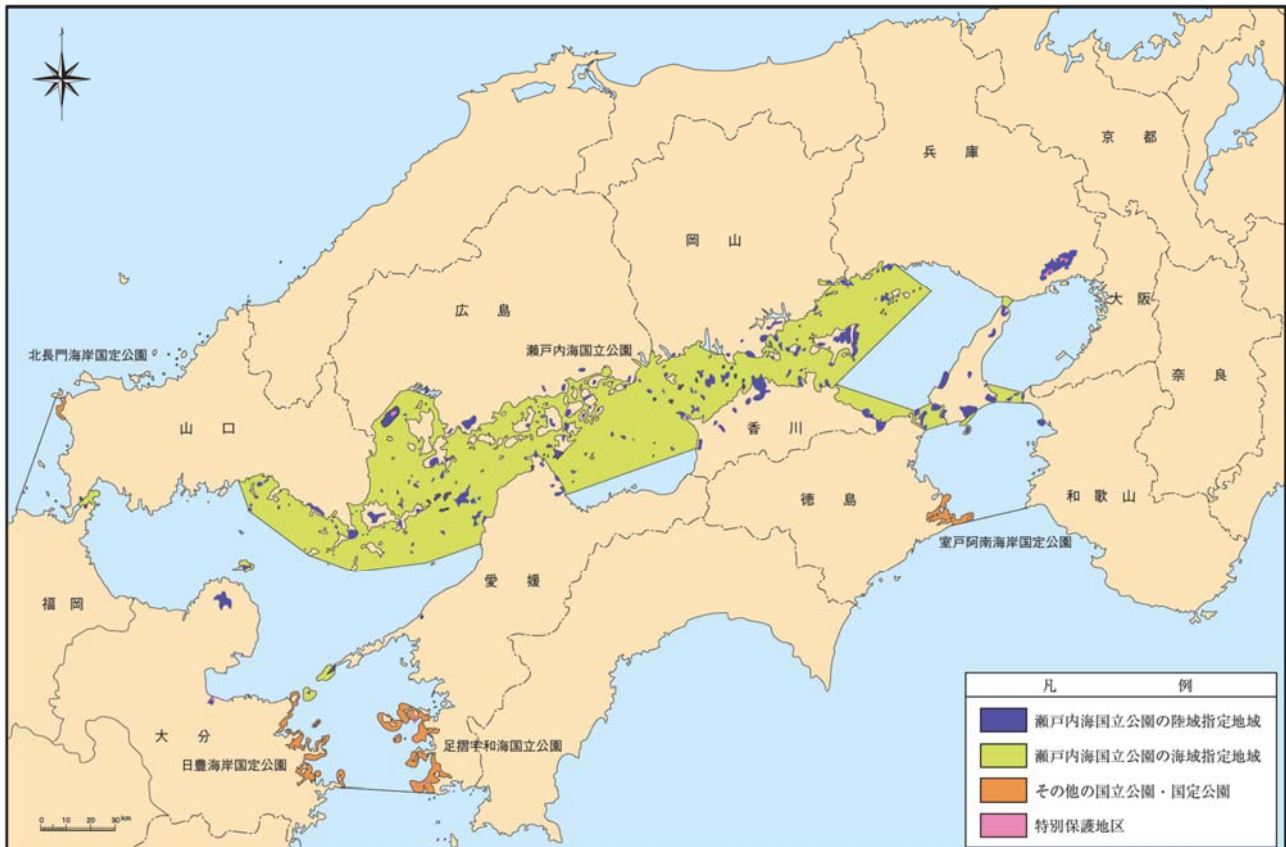 兵庫
京都
岡山
大阪
広島
瀬戸内海国立公園
北長門海岸国定公園
奈良
山口
香川
徳島
和歌山
室戸阿南海岸国定公園
愛媛
福岡
大分
足摺宇和海国立公園
日豊海岸国定公園
0 10 20 30 km
凡例
瀬戸内海国立公園の陸域指定地域
瀬戸内海国立公園の海域指定地域
その他の国立公園・国定公園
特別保護地区